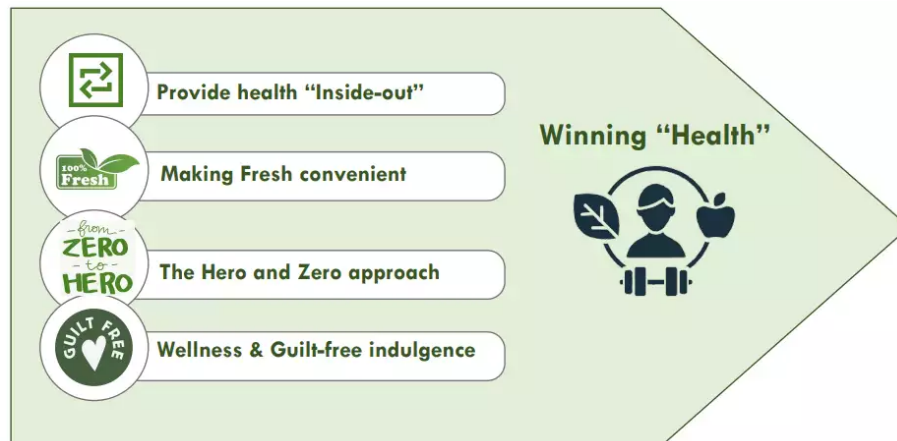 Provide health “Inside-out”
100%
Fresh
Making Fresh convenient
from
ZERO
to
HERO
The Hero and Zero approach
GUILT FREE
Wellness & Guilt-free indulgence
Winning “Health”